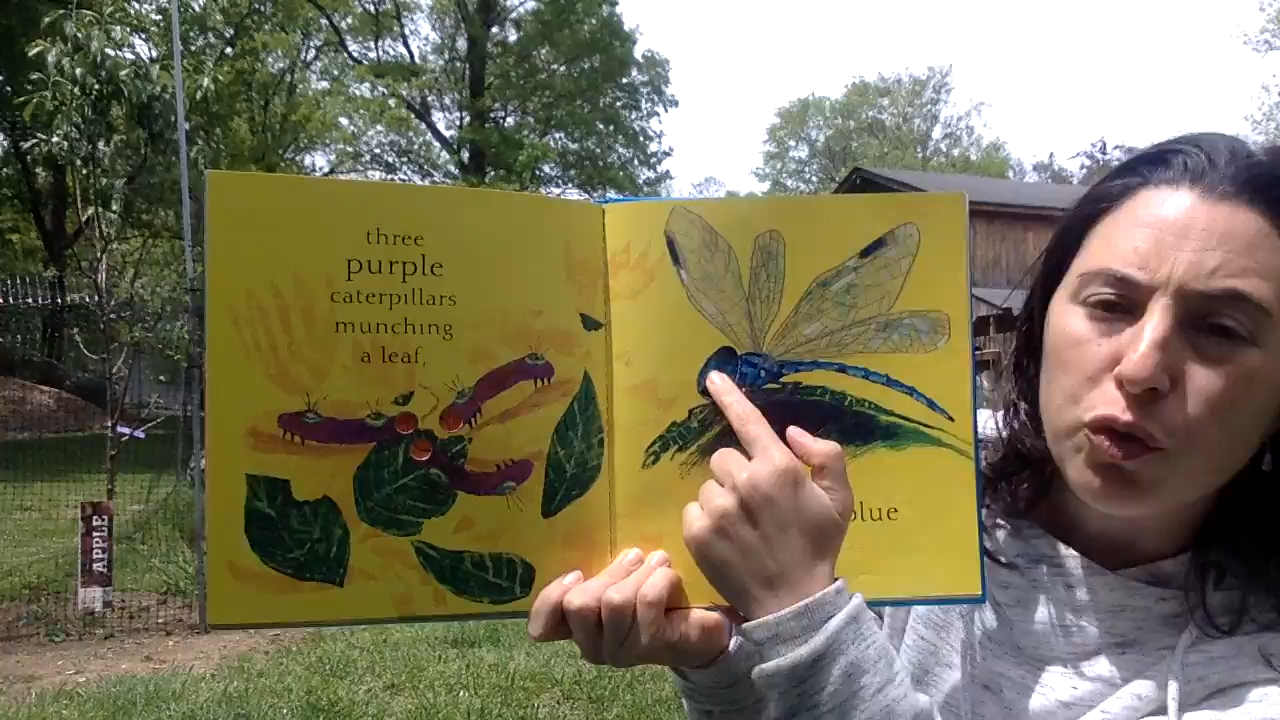 three
purple
caterpillars
munching
a leaf,
blue
APPLE